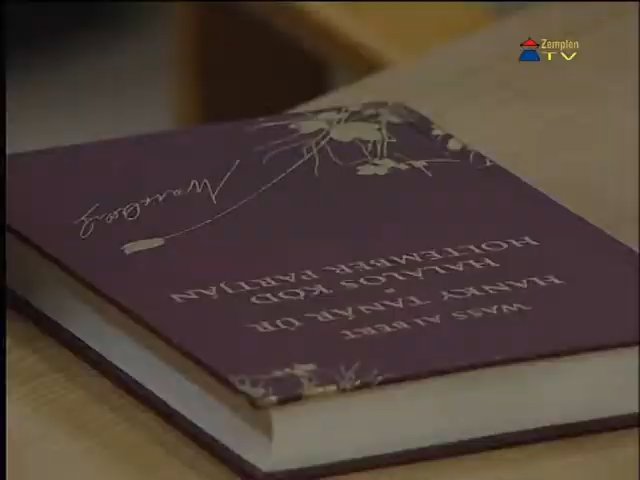 Zemplén
TV
WASS ALBERT
HANKY TANÁR ÚR
HALÁLOS KÖD
HOLTEMBER PARTJÁN